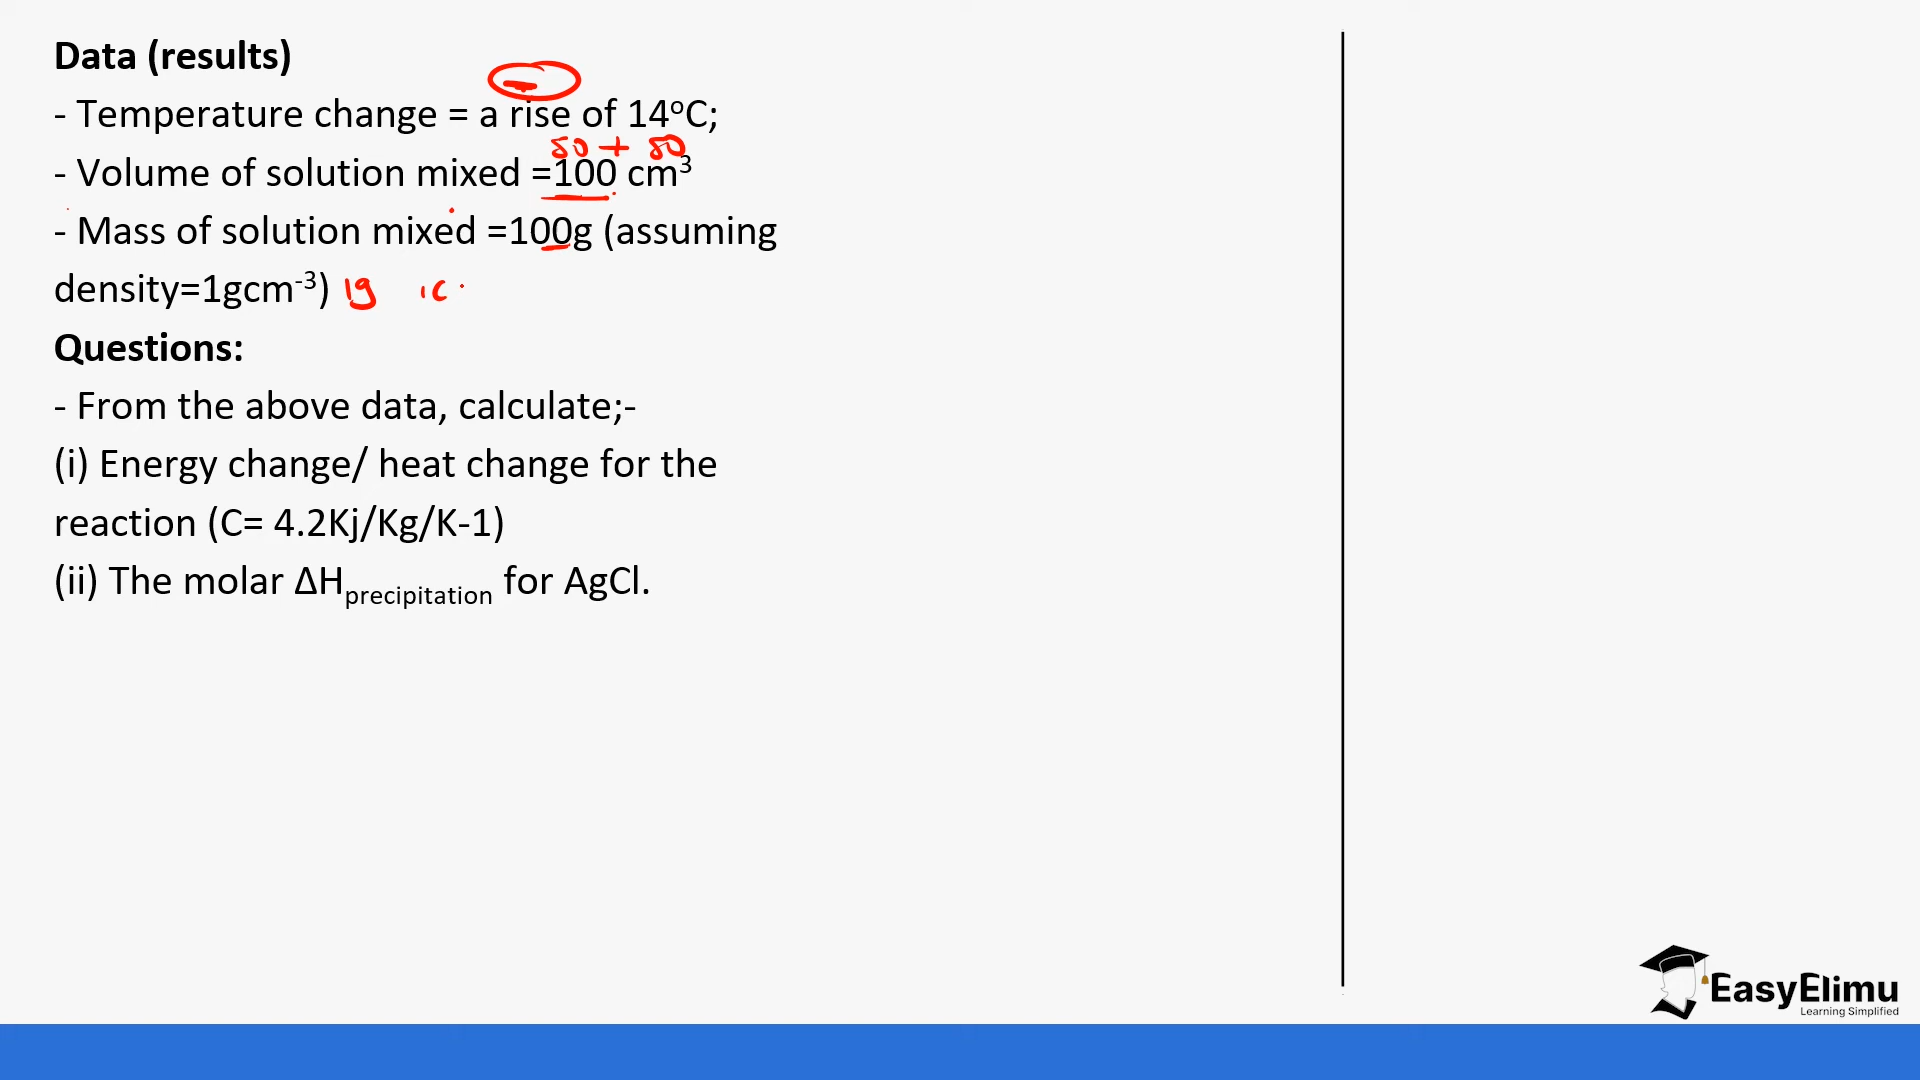 Data (results)
- Temperature change = a rise of 14⁰C;
50 + 50
- Volume of solution mixed =100 cm³
- Mass of solution mixed =100g (assuming
density=1gcm⁻³) 1g 1c
Questions:
- From the above data, calculate;-
(i) Energy change/ heat change for the
reaction (C= 4.2Kj/Kg/K-1)
(ii) The molar ΔHprecipitation for AgCl.
EasyElimu
Learning Simplified